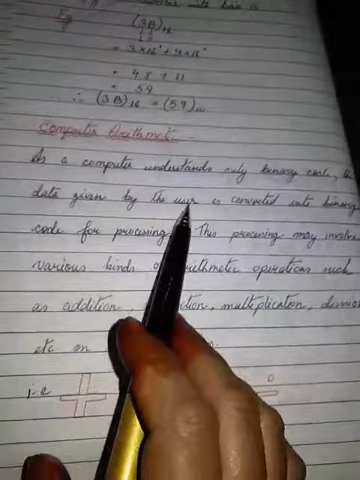 (3B)16
= 3×16¹ + 11×16⁰
= 48 + 11
= 59
∴ (3B)16 = (59)10
Computer Arithmetic
As a computer understands only binary code, the
data given by the user is converted into binary
code for processing. This processing may involve
various kinds of arithmetic operations such
as addition multiplication, division
etc on
i.e